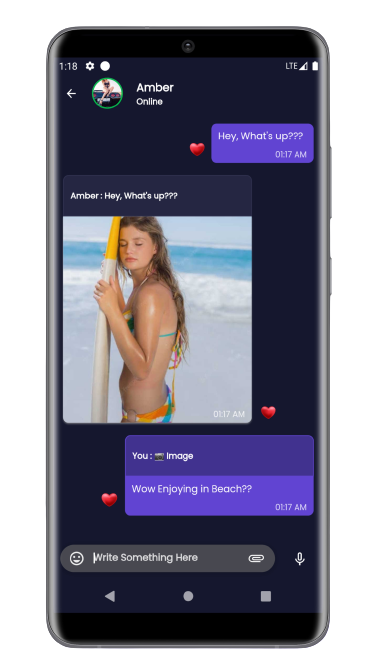 1:18
LTE
Amber
Online
Hey, What's up???
01:17 AM
Amber : Hey, What's up???
01:17 AM
You : 📷 Image
Wow Enjoying in Beach??
01:17 AM
Write Something Here